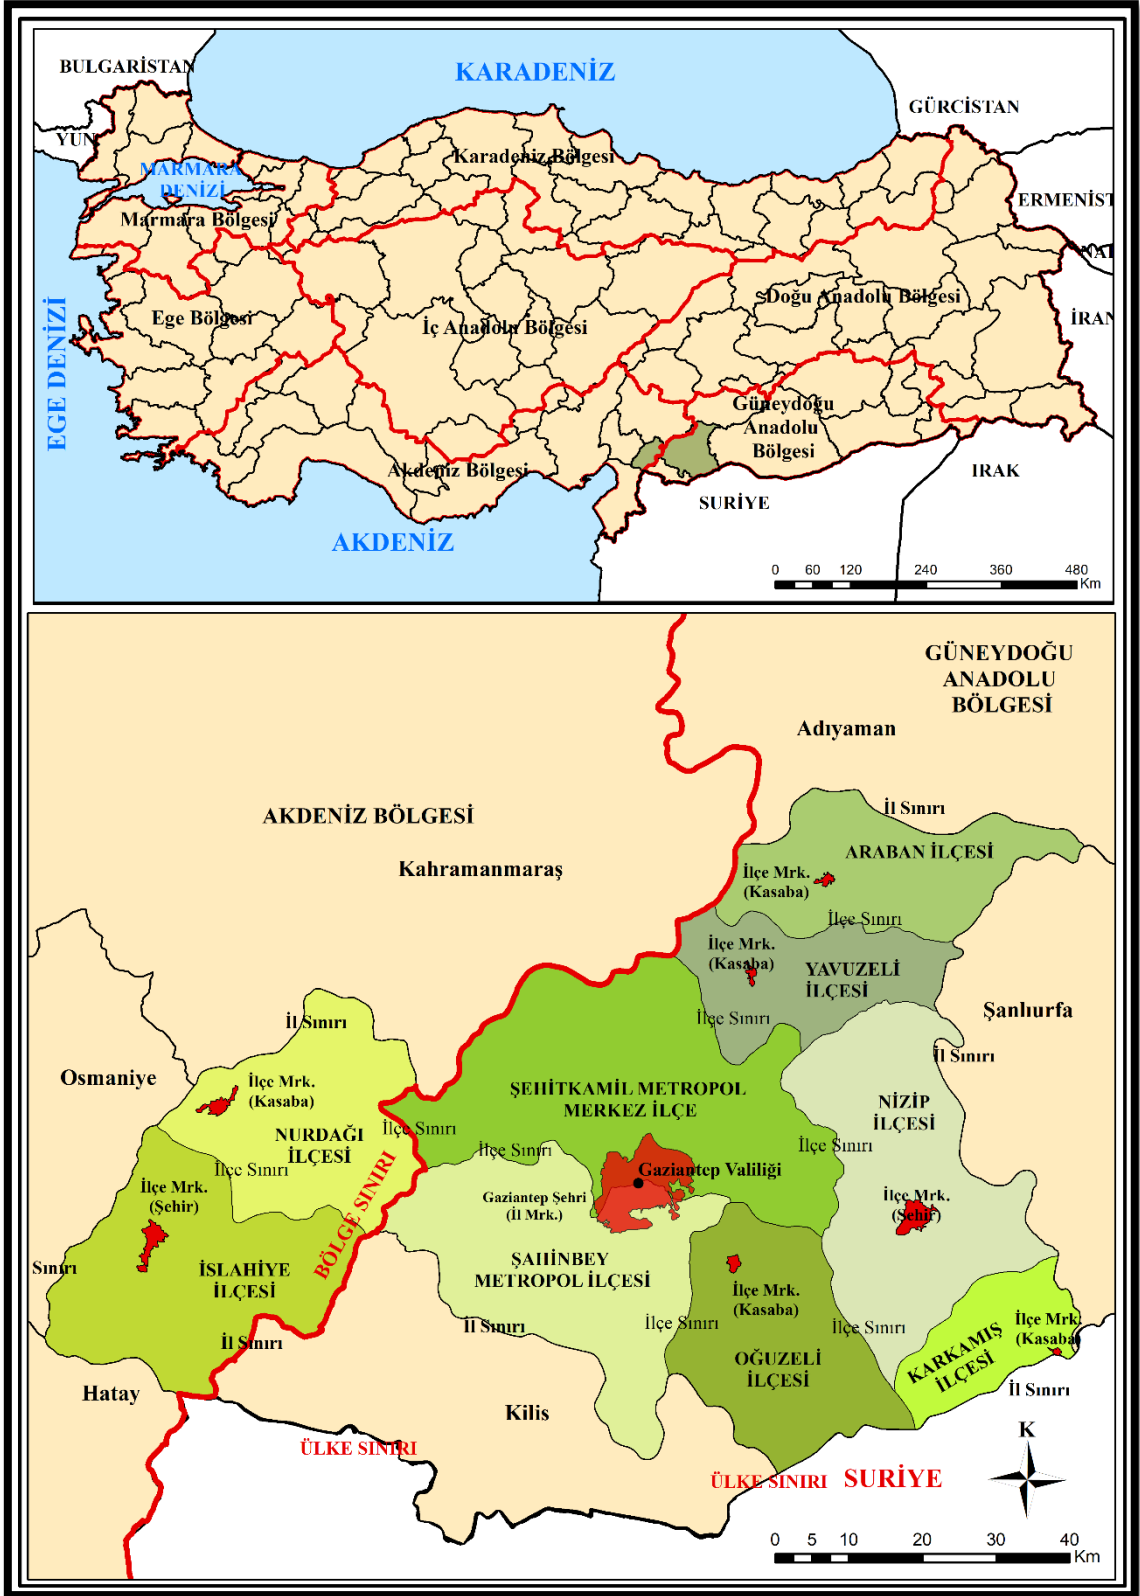 BULGARİSTAN
KARADENİZ
GÜRCİSTAN
YUN
Karadeniz Bölgesi
MARMARA
DENİZİ
ERMENİST
Marmara Bölgesi
NAH
Doğu Anadolu Bölgesi
EGE DENİZİ
Ege Bölgesi
İç Anadolu Bölgesi
İRAN
Güneydoğu
Anadolu
Bölgesi
Akdeniz Bölgesi
IRAK
SURİYE
AKDENİZ
0 60 120 240 360 480
Km
GÜNEYDOĞU
ANADOLU
BÖLGESİ
Adıyaman
AKDENİZ BÖLGESİ
İl Sınırı
Kahramanmaraş
ARABAN İLÇESİ
İlçe Mrk.
(Kasaba)
İlçe Sınırı
İlçe Mrk.
(Kasaba)
YAVUZELİ
İLÇESİ
Şanlıurfa
İl Sınırı
İlçe Sınırı
İl Sınırı
Osmaniye
İlçe Mrk.
(Kasaba)
ŞEHİTKAMİL METROPOL
MERKEZ İLÇE
NİZİP
İLÇESİ
NURDAĞI
İLÇESİ
İlçe Sınırı
İlçe Sınırı
İlçe Sınırı
İlçe Sınırı
Gaziantep Valiliği
İlçe Mrk.
(Şehir)
Gaziantep Şehri
(İl Mrk.)
İlçe Mrk.
(Şehir)
BÖLGE SINIRI
Sınırı
İSLAHİYE
İLÇESİ
ŞAHİNBEY
METROPOL İLÇESİ
İlçe Mrk.
(Kasaba)
İlçe Mrk.
(Kasaba)
İl Sınırı
İl Sınırı
İlçe Sınırı
İlçe Sınırı
OĞUZELİ
İLÇESİ
KARKAMIŞ
İLÇESİ
İl Sınırı
Hatay
Kilis
K
ÜLKE SINIRI
ÜLKE SINIRI SURİYE
0 5 10 20 30 40
Km